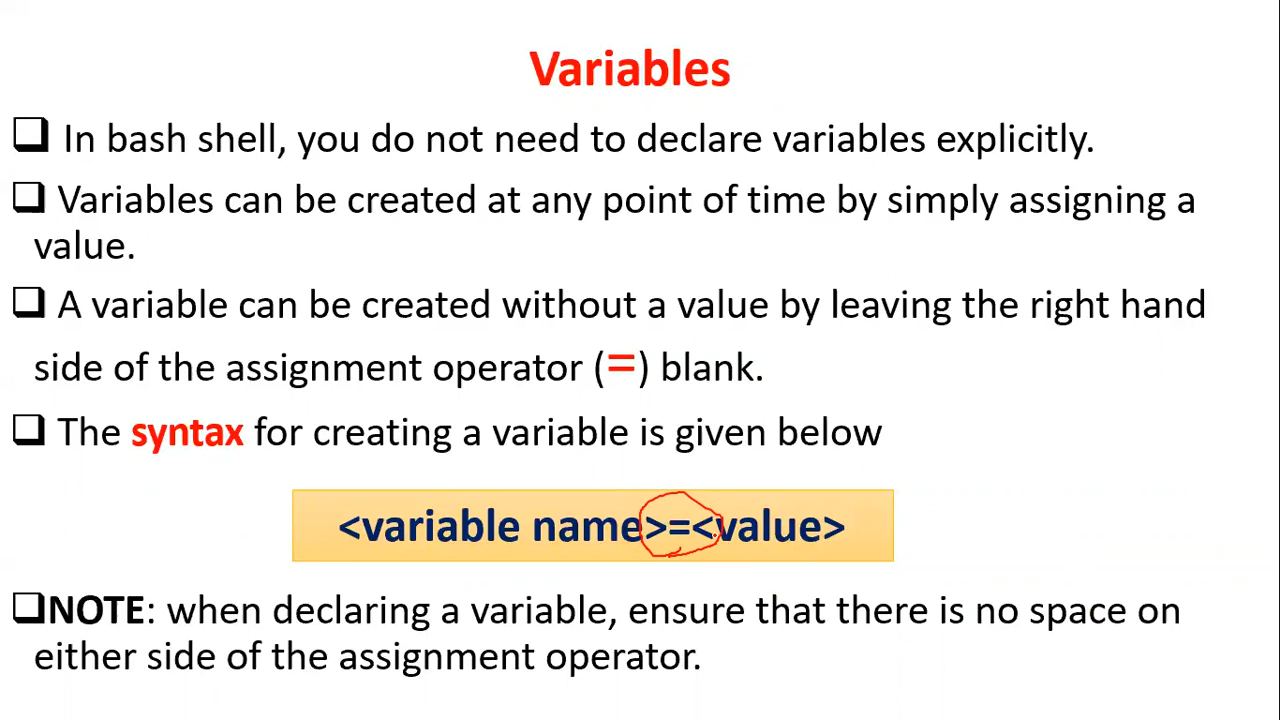 Variables
In bash shell, you do not need to declare variables explicitly.
Variables can be created at any point of time by simply assigning a
value.
A variable can be created without a value by leaving the right hand
side of the assignment operator (=) blank.
The syntax for creating a variable is given below
<variable name>=<value>
NOTE: when declaring a variable, ensure that there is no space on
either side of the assignment operator.